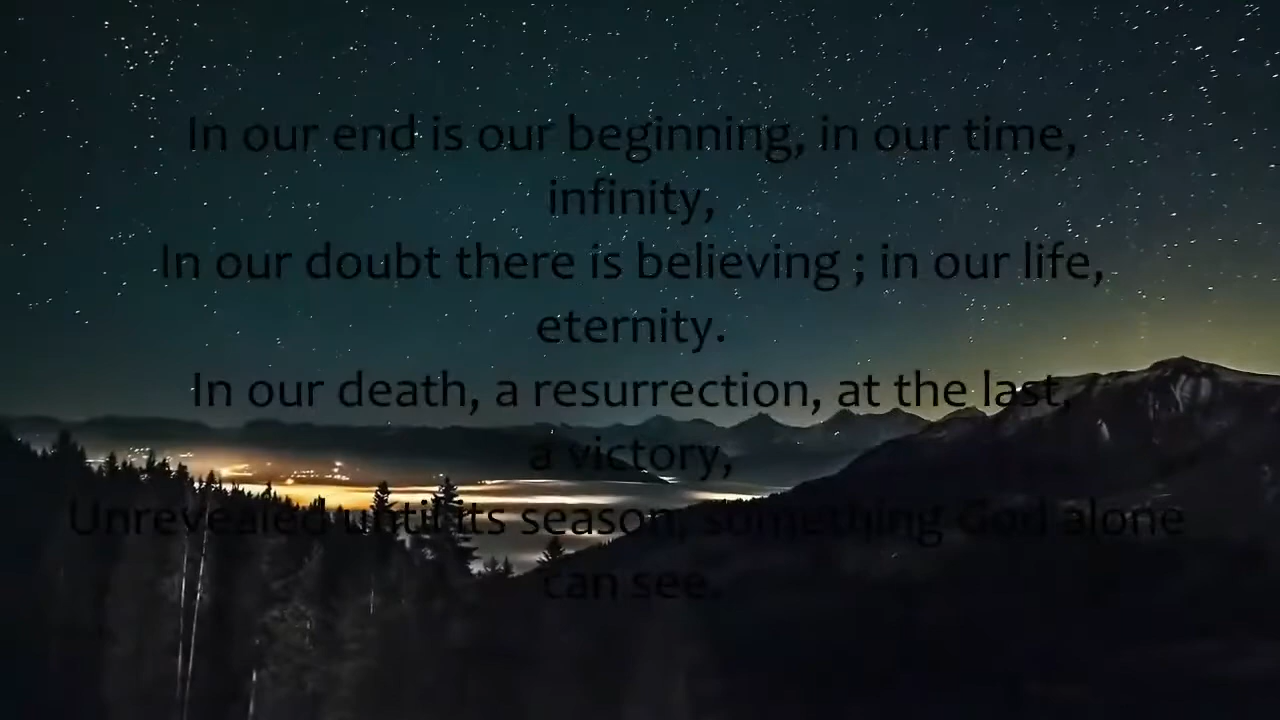 In our end is our beginning, in our time,
infinity,
In our doubt there is believing ; in our life,
eternity.
In our death, a resurrection, at the last,
a victory,
Unrevealed until its season, something God alone
can see.